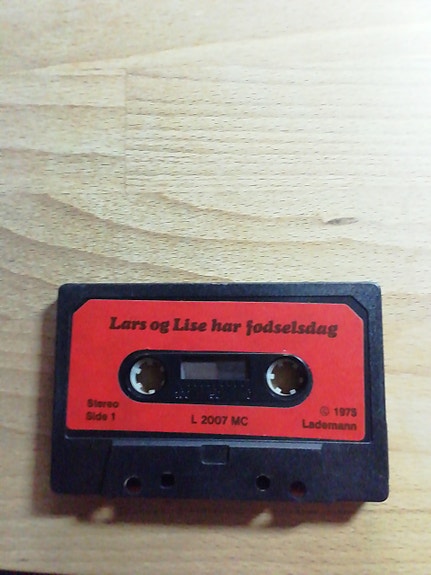 Lars og Lise har fødselsdag
Stereo
Side 1
L 2007 MC
Ⓟ 1975
Lademann